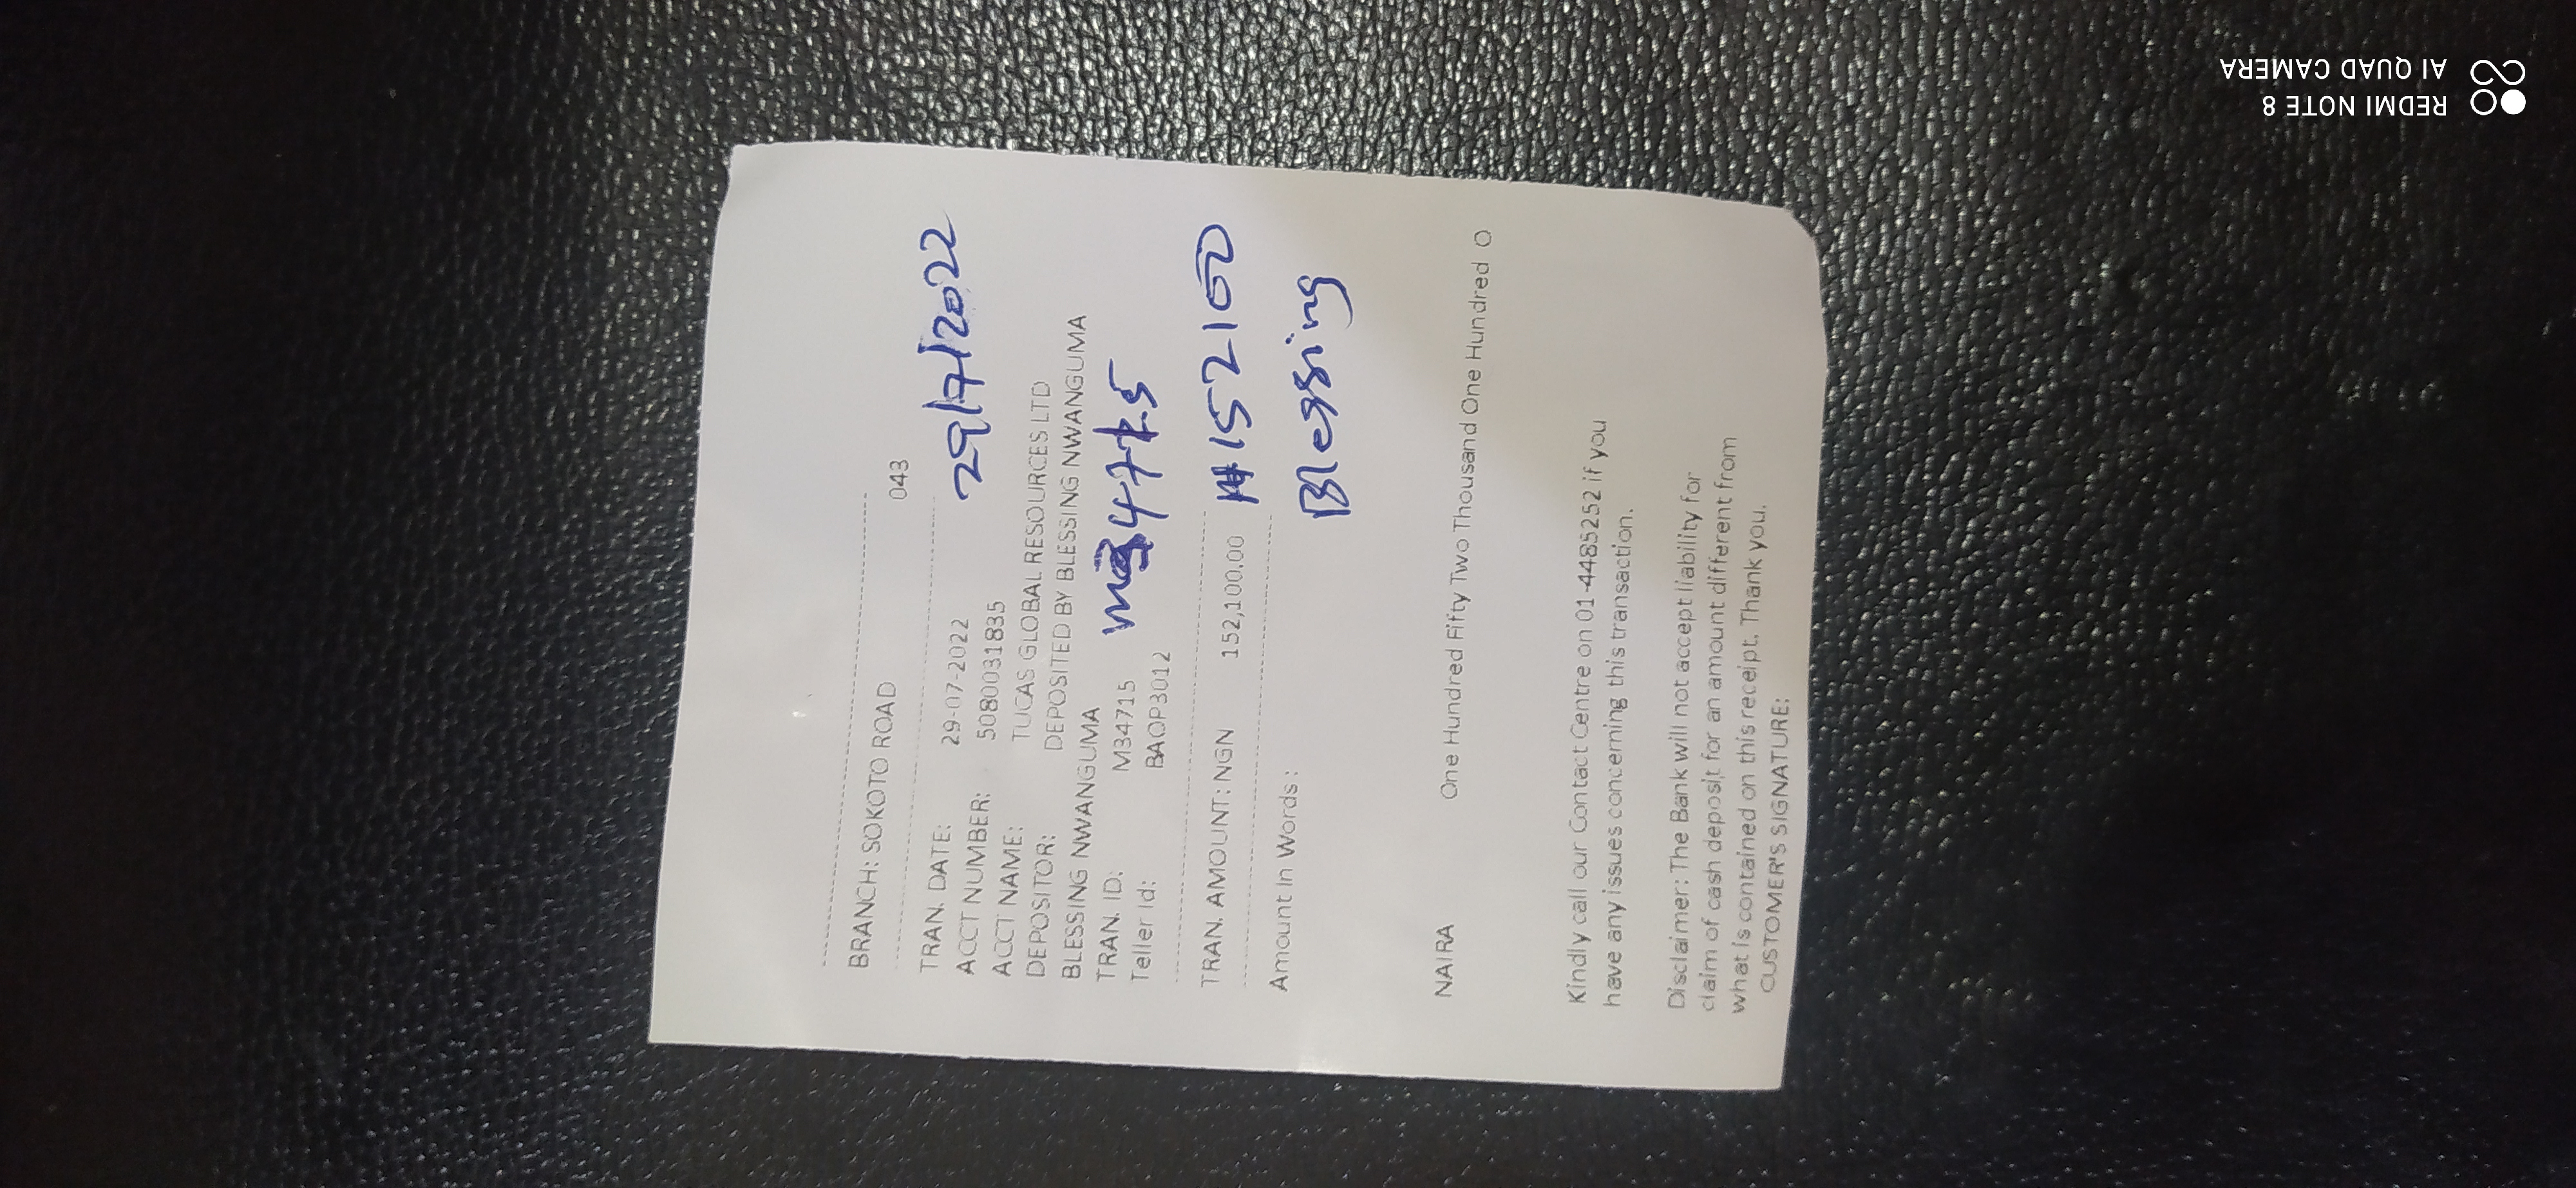 BRANCH: SOKOTO ROAD
043
TRAN. DATE: 29-07-2022 29/7/2022
ACCT NUMBER: 5080031835
ACCT NAME: TUCAS GLOBAL RESOURCES LTD
DEPOSITOR: DEPOSITED BY BLESSING NWANGUMA
BLESSING NWANGUMA
TRAN. ID: M34715
Teller Id: BAOP3012
TRAN. AMOUNT: NGN 152,100.00 ₦152100
Amount In Words:
Blessing
NAIRA One Hundred Fifty Two Thousand One Hundred O
Kindly call our Contact Centre on 01-4485252 if you
have any issues concerning this transaction.
Disclaimer: The Bank will not accept liability for
claim of cash deposit for an amount different from
what is contained on this receipt. Thank you.
CUSTOMER'S SIGNATURE:
REDMI NOTE 8
AI QUAD CAMERA